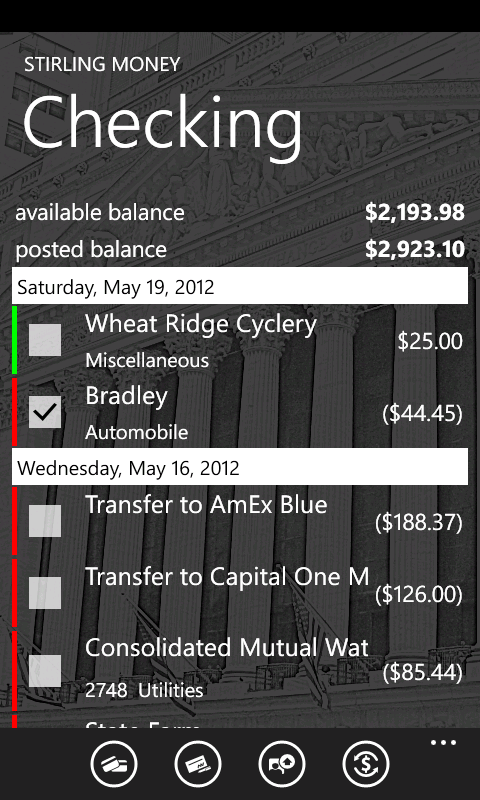 STIRLING MONEY
Checking
available balance $2,193.98
posted balance $2,923.10
Saturday, May 19, 2012
Wheat Ridge Cyclery
$25.00
Miscellaneous
Bradley
($44.45)
Automobile
Wednesday, May 16, 2012
Transfer to AmEx Blue
($188.37)
Transfer to Capital One M
($126.00)
Consolidated Mutual Wat
($85.44)
2748 Utilities
State Farm